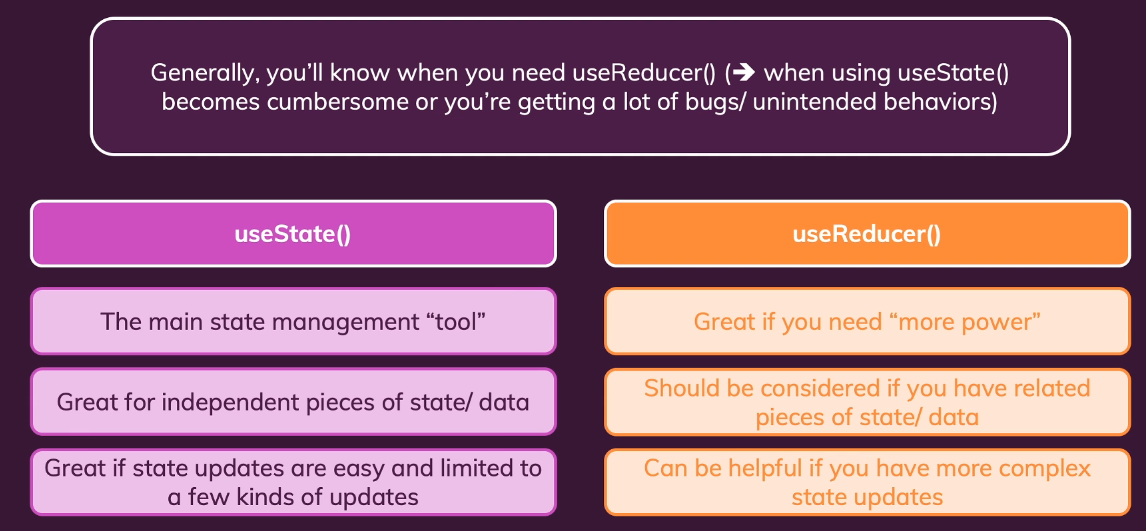 Generally, you’ll know when you need useReducer() (➔ when using useState()
becomes cumbersome or you’re getting a lot of bugs/ unintended behaviors)
useState()
useReducer()
The main state management “tool”
Great if you need “more power”
Great for independent pieces of state/ data
Should be considered if you have related
pieces of state/ data
Great if state updates are easy and limited to
a few kinds of updates
Can be helpful if you have more complex
state updates